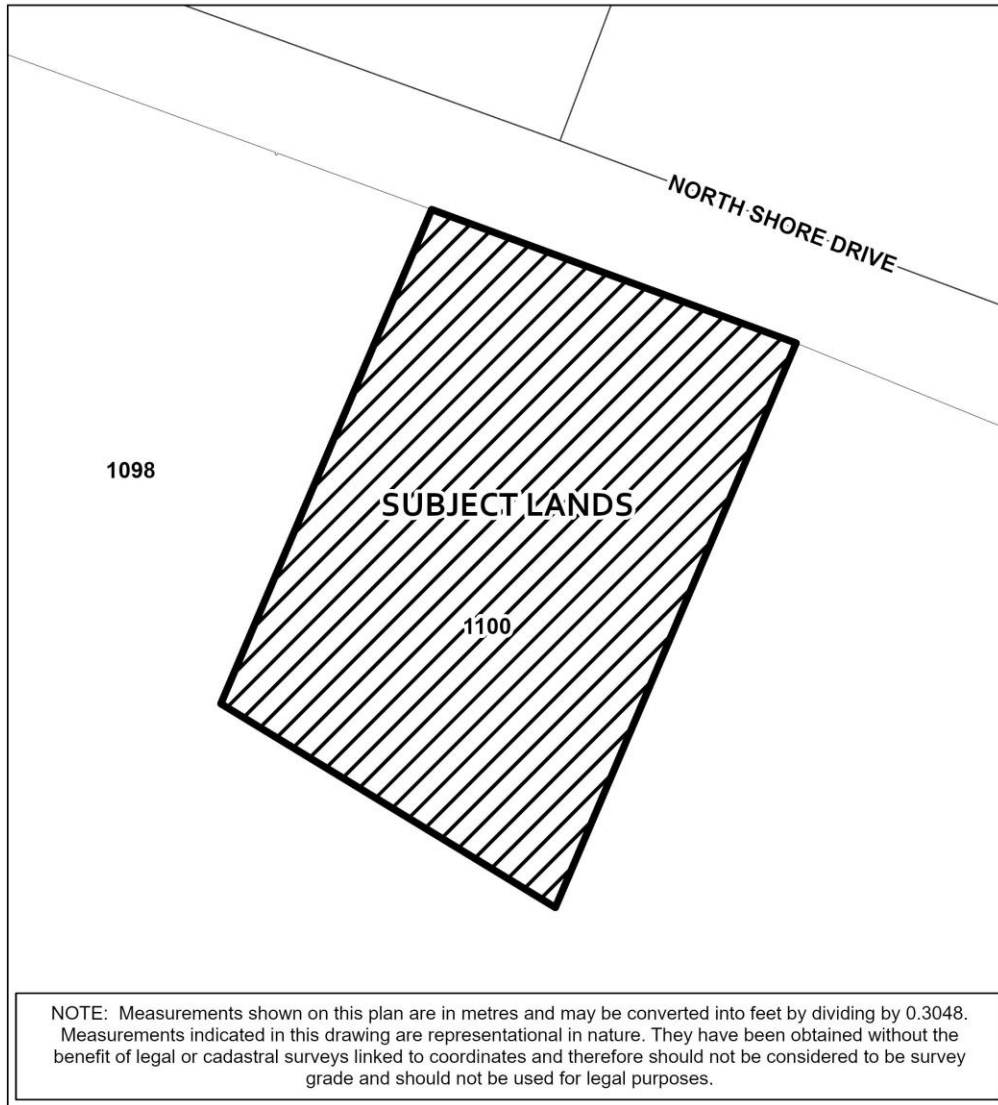 NORTH SHORE DRIVE
1098
SUBJECT LANDS
1100
NOTE: Measurements shown on this plan are in metres and may be converted into feet by dividing by 0.3048.
Measurements indicated in this drawing are representational in nature. They have been obtained without the
benefit of legal or cadastral surveys linked to coordinates and therefore should not be considered to be survey
grade and should not be used for legal purposes.